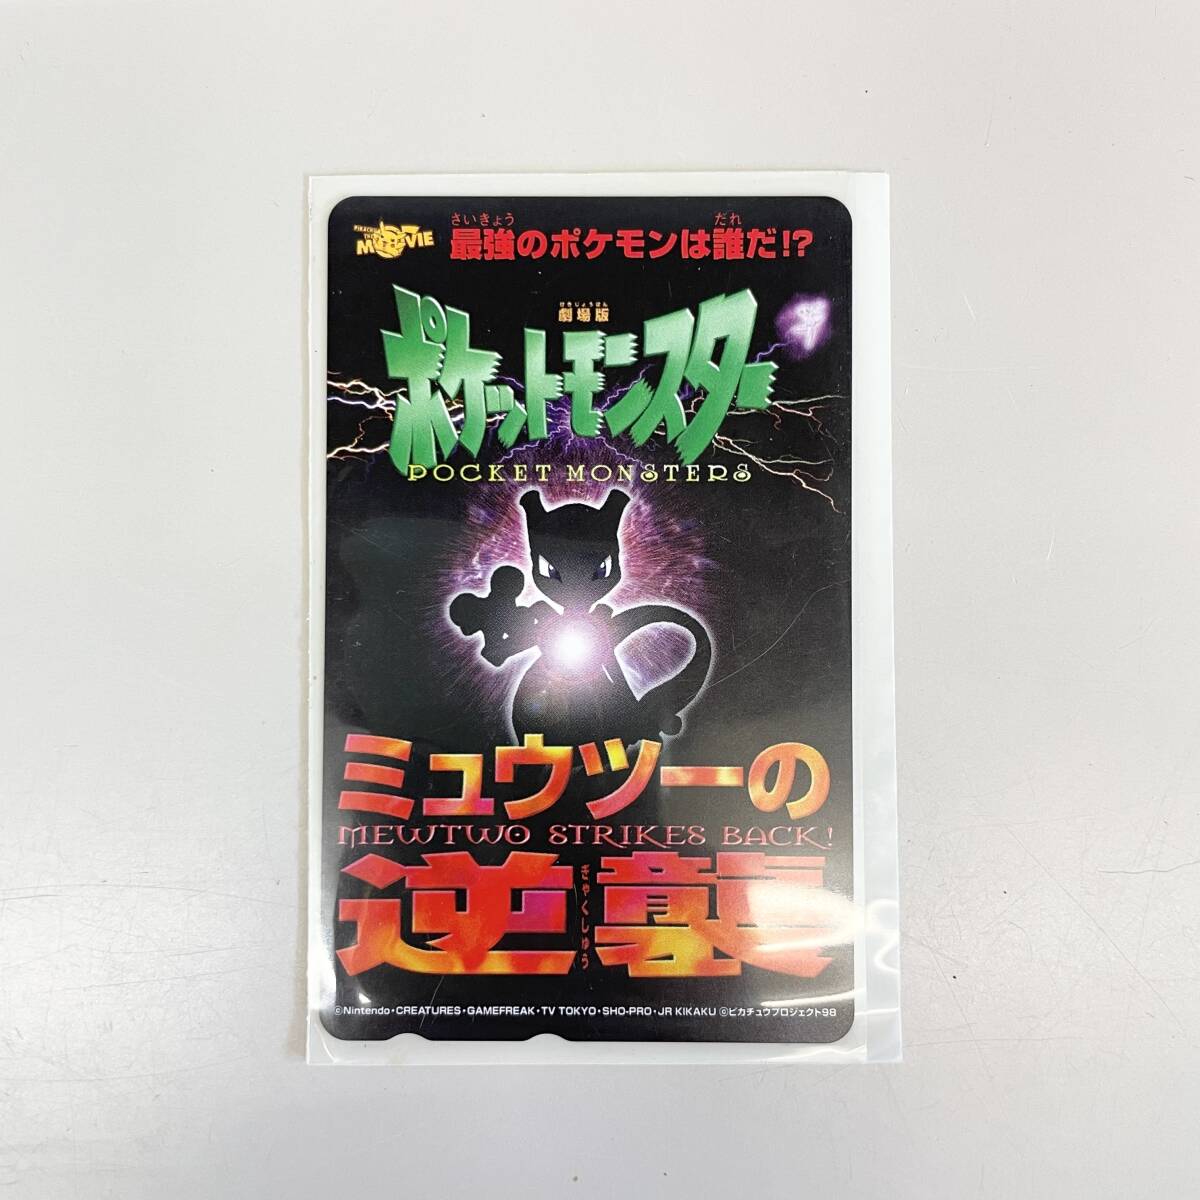 PIKACHU THE MOVIE
さいきょう だれ
最強のポケモンは誰だ!?
げきじょうばん
劇場版
ポケットモンスター
POCKET MONSTERS
ミュウツーの
MEWTWO STRIKES BACK!
逆襲
ぎゃくしゅう
©Nintendo・CREATURES・GAMEFREAK・TV TOKYO・SHO-PRO・JR KIKAKU ©ピカチュウプロジェクト98